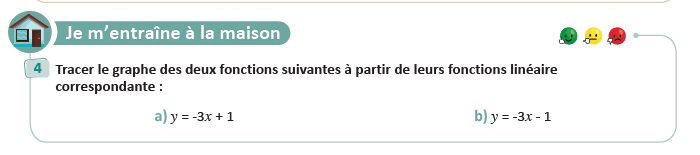 Je m'entraîne à la maison
4 Tracer le graphe des deux fonctions suivantes à partir de leurs fonctions linéaire
correspondante :
a) y = -3x + 1 b) y = -3x - 1